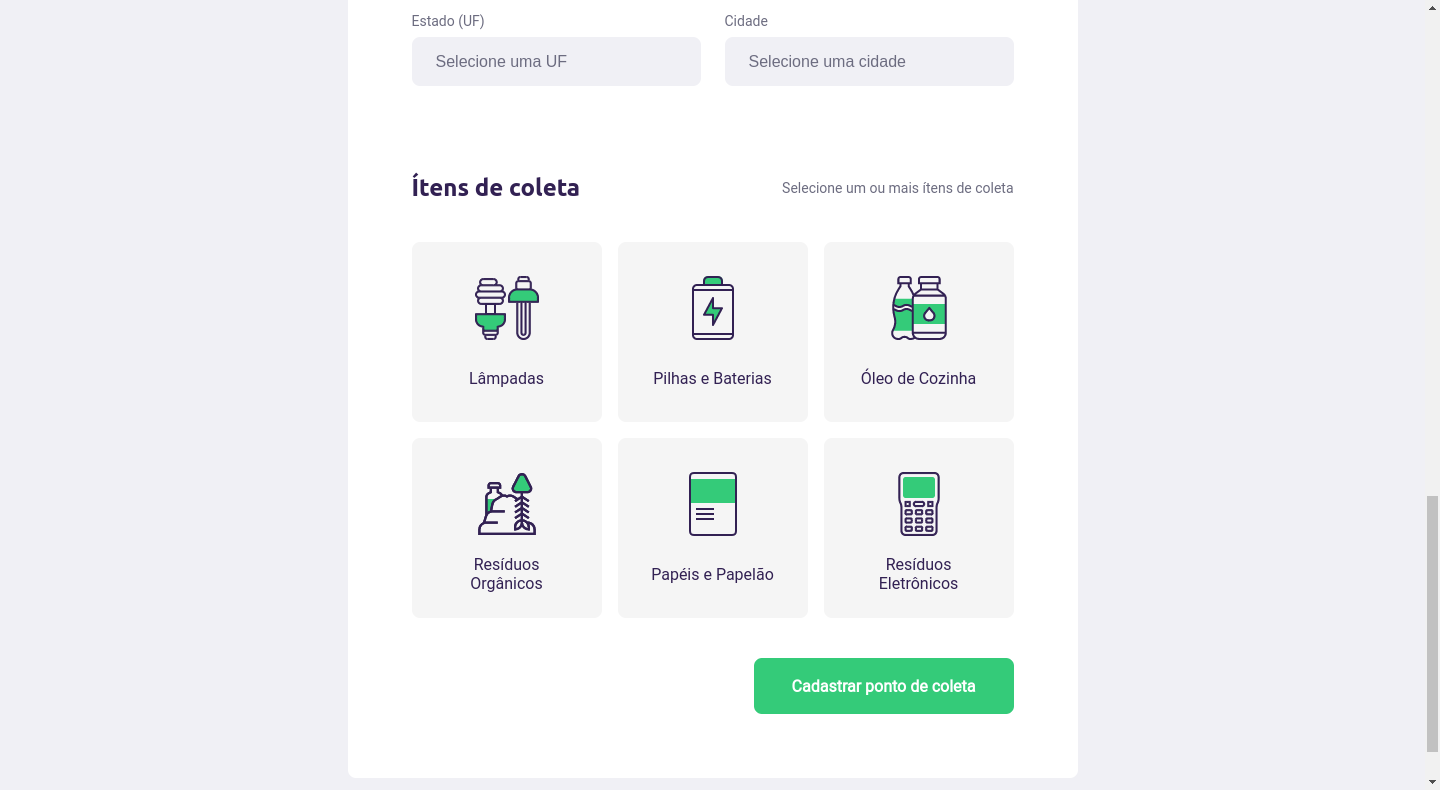 Estado (UF)
Cidade
Selecione uma UF
Selecione uma cidade
Ítens de coleta
Selecione um ou mais ítens de coleta
Lâmpadas
Pilhas e Baterias
Óleo de Cozinha
Resíduos
Orgânicos
Papéis e Papelão
Resíduos
Eletrônicos
Cadastrar ponto de coleta